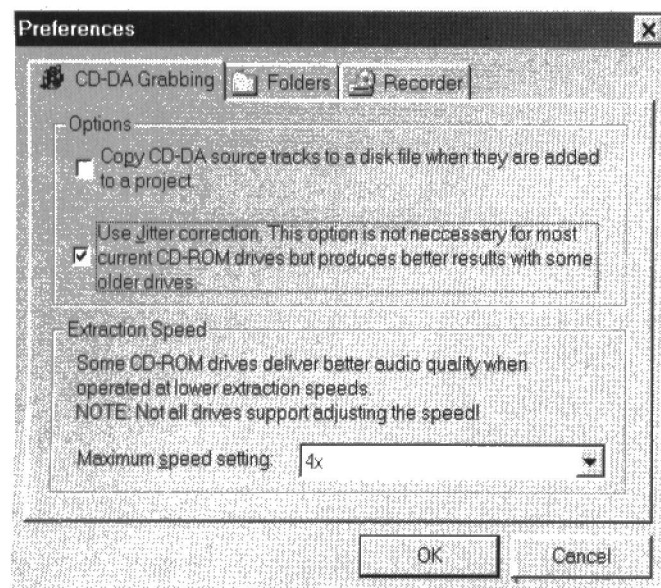 Preferences
CD-DA Grabbing
Folders
Recorder
Options
Copy CD-DA source tracks to a disk file when they are added
to a project.
Use Jitter correction. This option is not neccessary for most
current CD-ROM drives but produces better results with some
older drives.
Extraction Speed
Some CD-ROM drives deliver better audio quality when
operated at lower extraction speeds.
NOTE: Not all drives support adjusting the speed!
Maximum speed setting:
4x
OK
Cancel